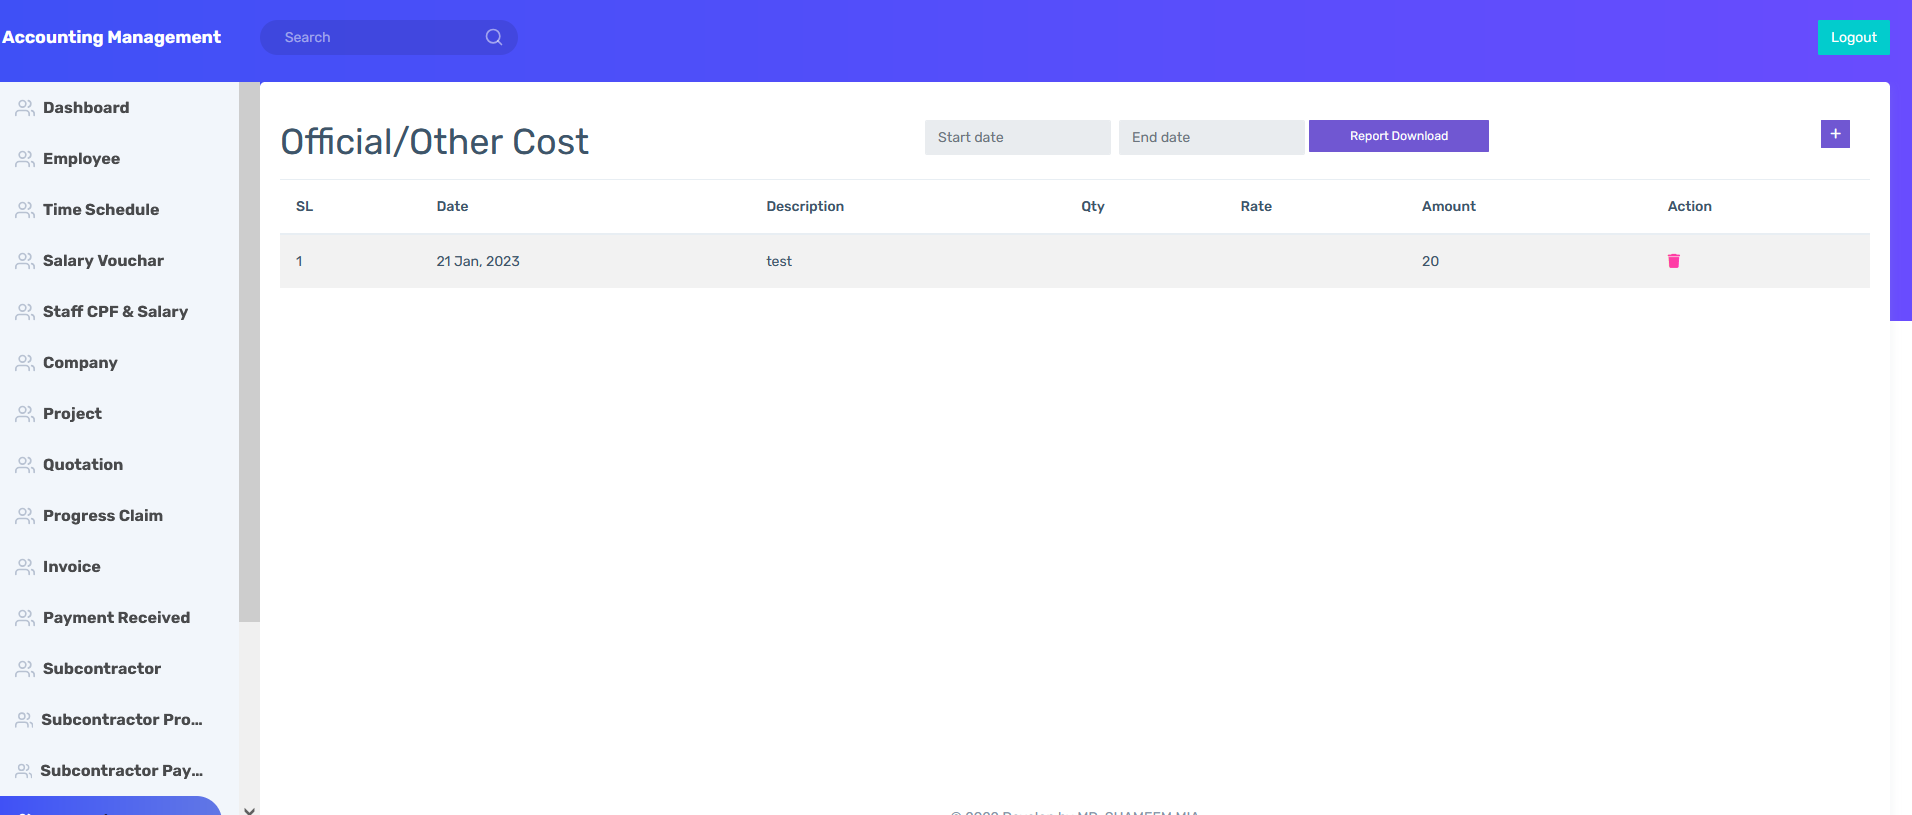 Accounting Management
Search
Logout
Dashboard
Employee
Time Schedule
Salary Vouchar
Staff CPF & Salary
Company
Project
Quotation
Progress Claim
Invoice
Payment Received
Subcontractor
Subcontractor Pro...
Subcontractor Pay...
Official/Other Cost
Start date
End date
Report Download
+
SL Date Description Qty Rate Amount Action
1 21 Jan, 2023 test 20